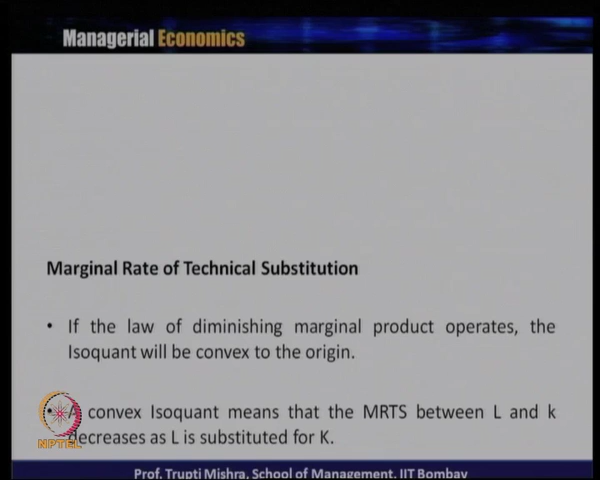 Managerial Economics
Marginal Rate of Technical Substitution
• If the law of diminishing marginal product operates, the
Isoquant will be convex to the origin.
• A convex Isoquant means that the MRTS between L and k
decreases as L is substituted for K.
NPTEL
Prof. Trupti Mishra, School of Management, IIT Bombay